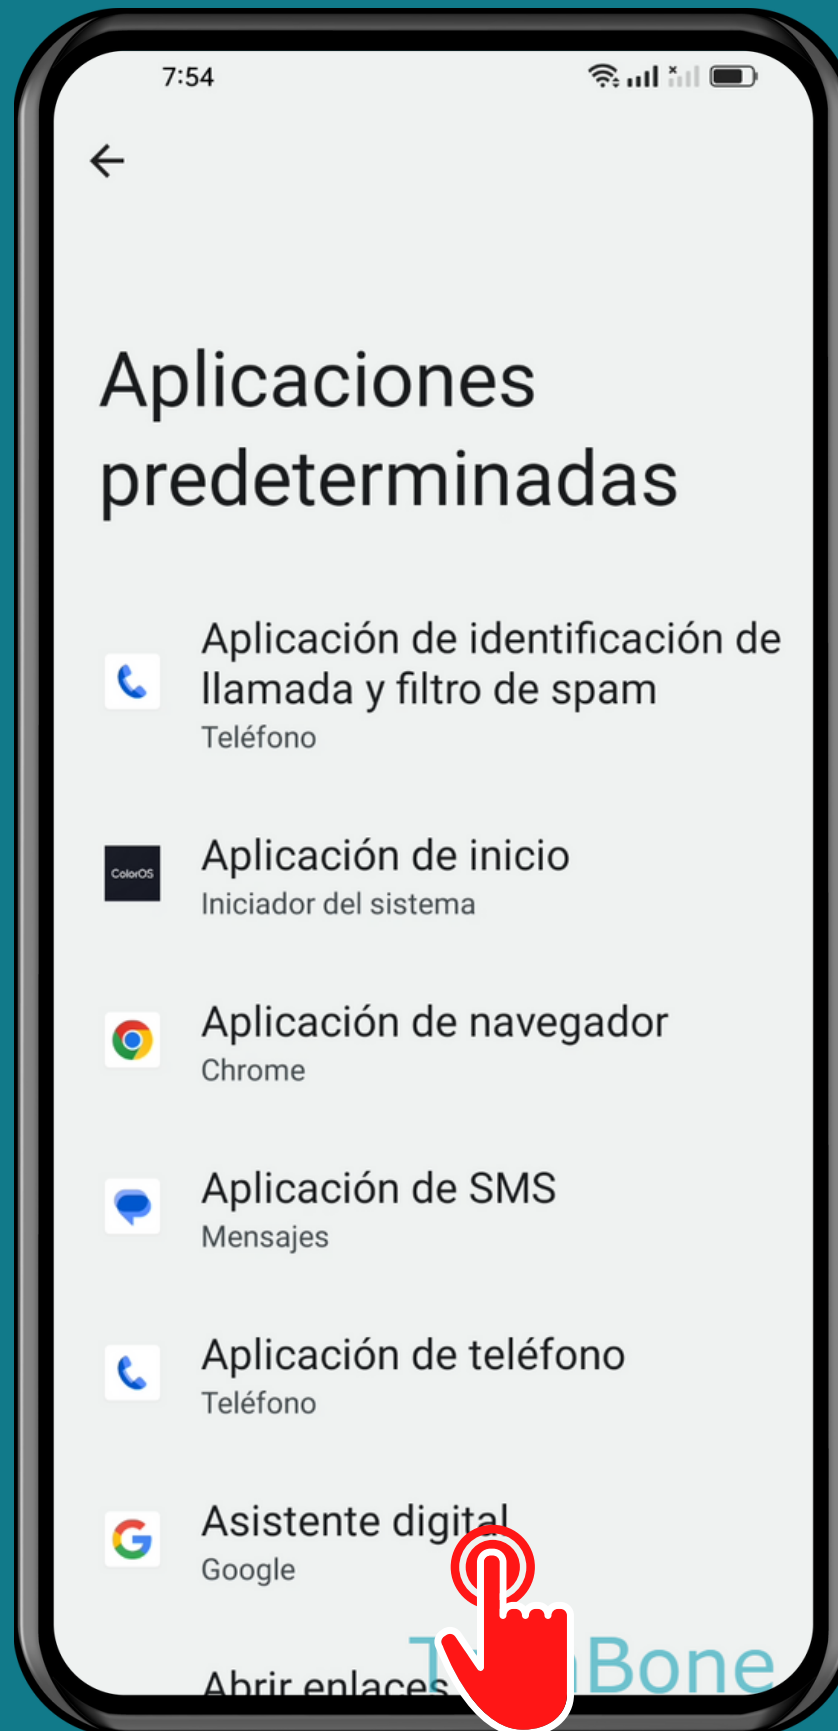 7:54
Aplicaciones
predeterminadas
Aplicación de identificación de
llamada y filtro de spam
Teléfono
ColorOS
Aplicación de inicio
Iniciador del sistema
Aplicación de navegador
Chrome
Aplicación de SMS
Mensajes
Aplicación de teléfono
Teléfono
Asistente digital
Google
Abrir enlaces